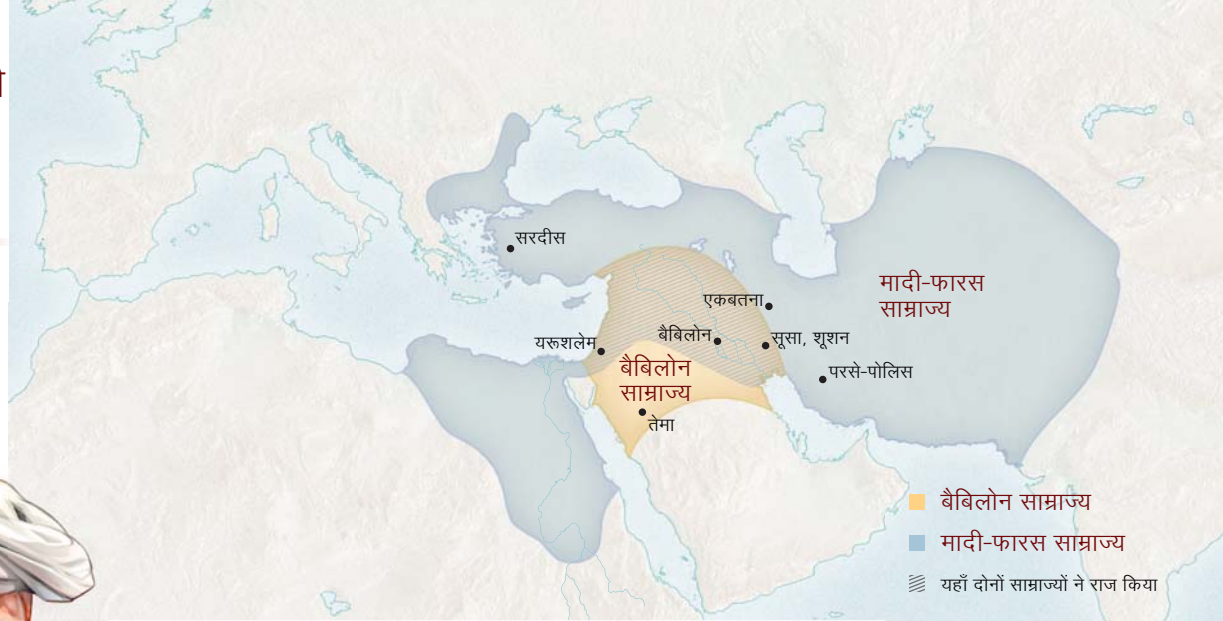 सरदीस
मादी-फारस
साम्राज्य
एकबतना
यरूशलेम
बैबिलोन
सूसा, शूशन
बैबिलोन
साम्राज्य
परसे-पोलिस
तेमा
बैबिलोन साम्राज्य
मादी-फारस साम्राज्य
यहाँ दोनों साम्राज्यों ने राज किया